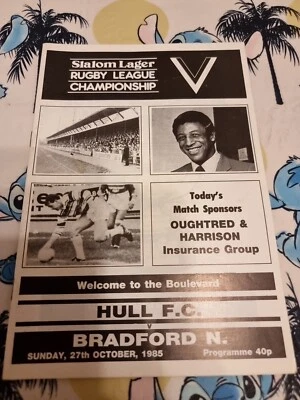 Slalom Lager
RUGBY LEAGUE
CHAMPIONSHIP
Today's
Match Sponsors
OUGHTRED &
HARRISON
Insurance Group
Welcome to the Boulevard
HULL F.C.
v
BRADFORD N.
SUNDAY, 27th OCTOBER, 1985 Programme 40p